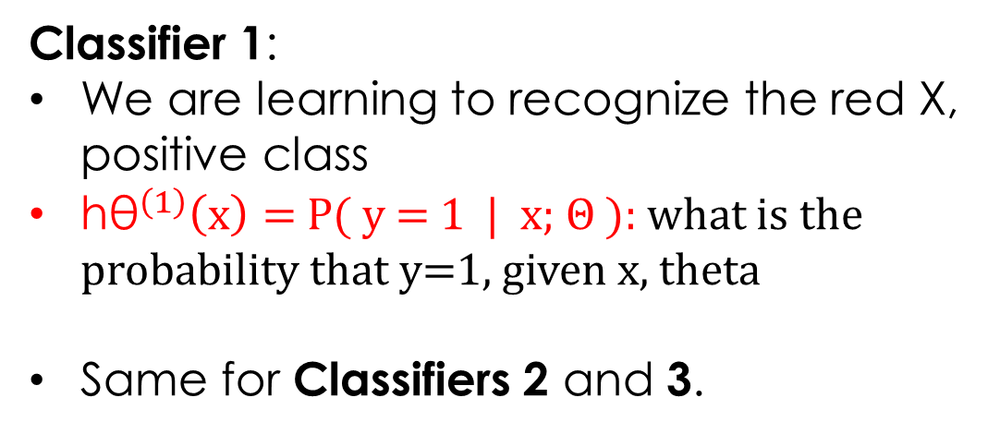 Classifier 1:
• We are learning to recognize the red X,
positive class
• hθ⁽¹⁾(x) = P( y = 1 | x; Θ ): what is the
probability that y=1, given x, theta
• Same for Classifiers 2 and 3.